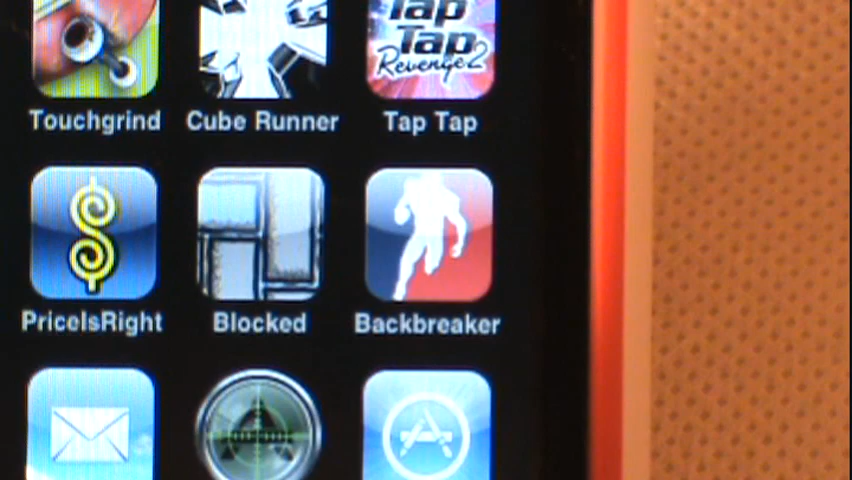 Tap
Tap
Revenge2
Touchgrind
Cube Runner
Tap Tap
PriceIsRight
Blocked
Backbreaker